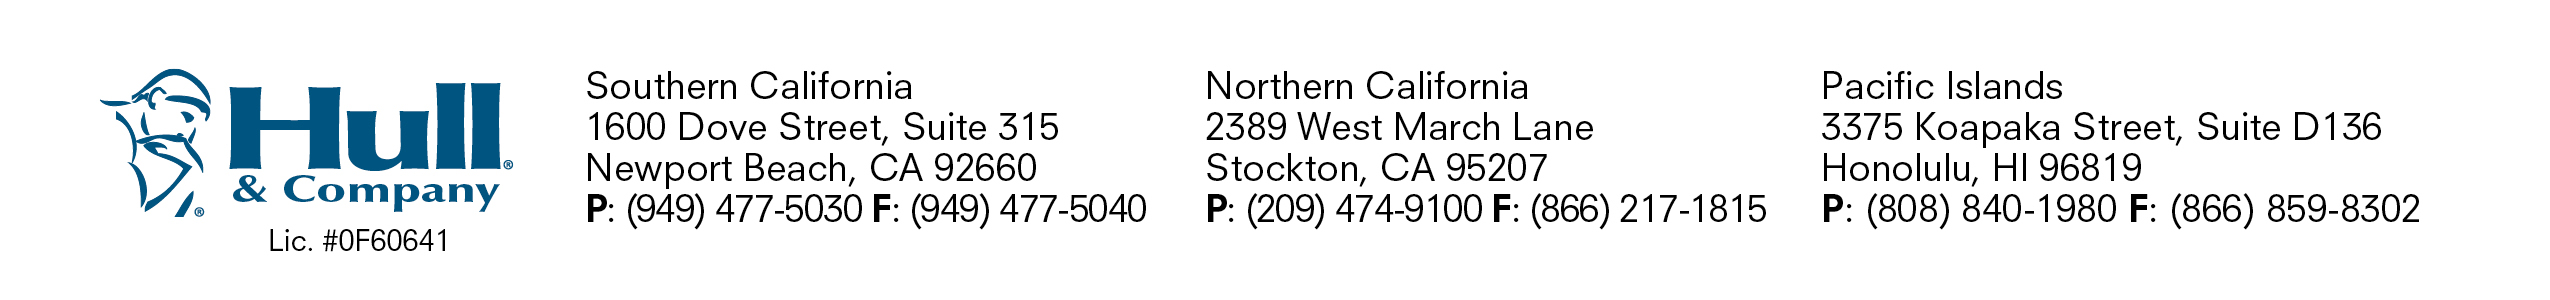 Hull®
& Company
®
Lic. #0F60641
Southern California
1600 Dove Street, Suite 315
Newport Beach, CA 92660
P: (949) 477-5030 F: (949) 477-5040
Northern California
2389 West March Lane
Stockton, CA 95207
P: (209) 474-9100 F: (866) 217-1815
Pacific Islands
3375 Koapaka Street, Suite D136
Honolulu, HI 96819
P: (808) 840-1980 F: (866) 859-8302